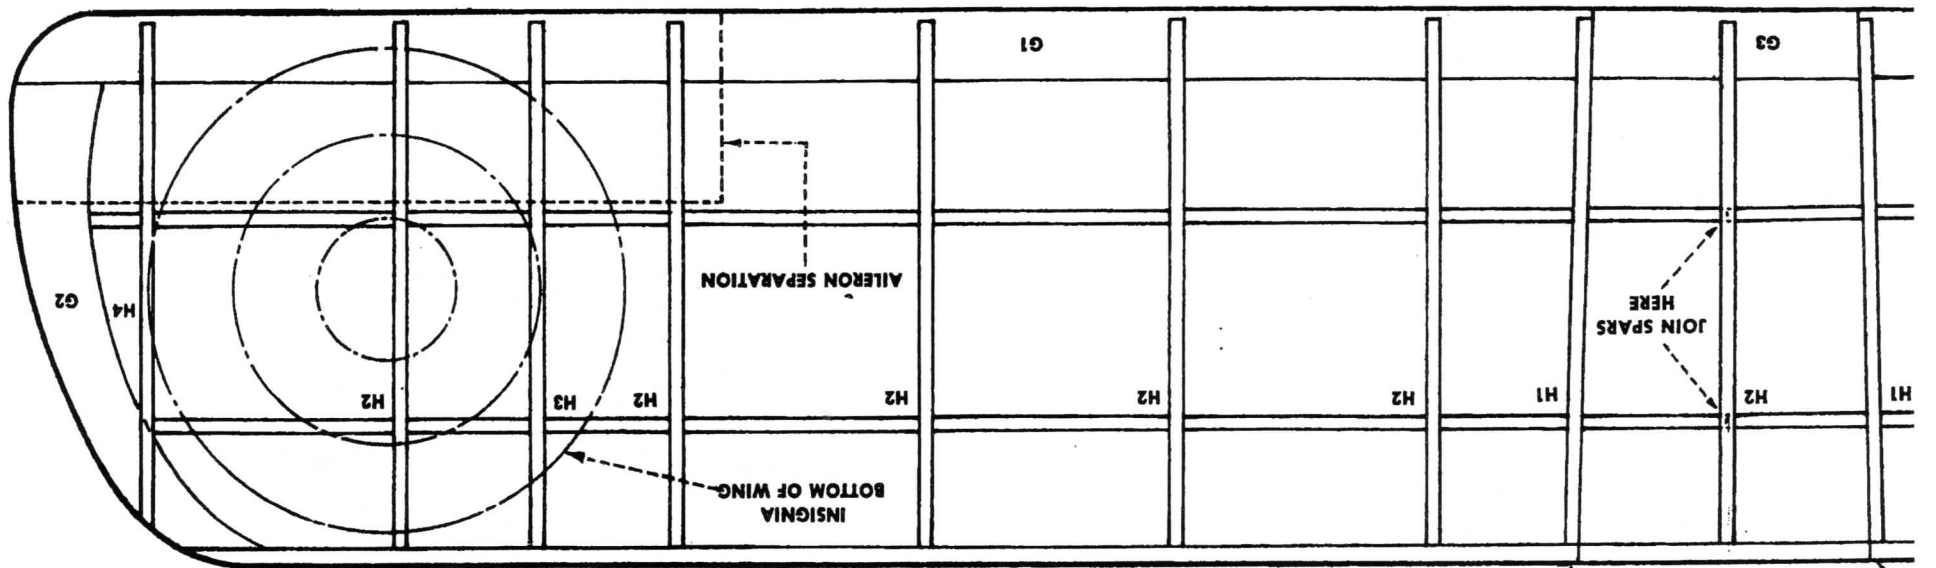 INSIGNIA
BOTTOM OF WING
H1
H2
H1
H2
H2
H2
H2
H3
H2
JOIN SPARS
HERE
H4
G2
AILERON SEPARATION
G3
G1